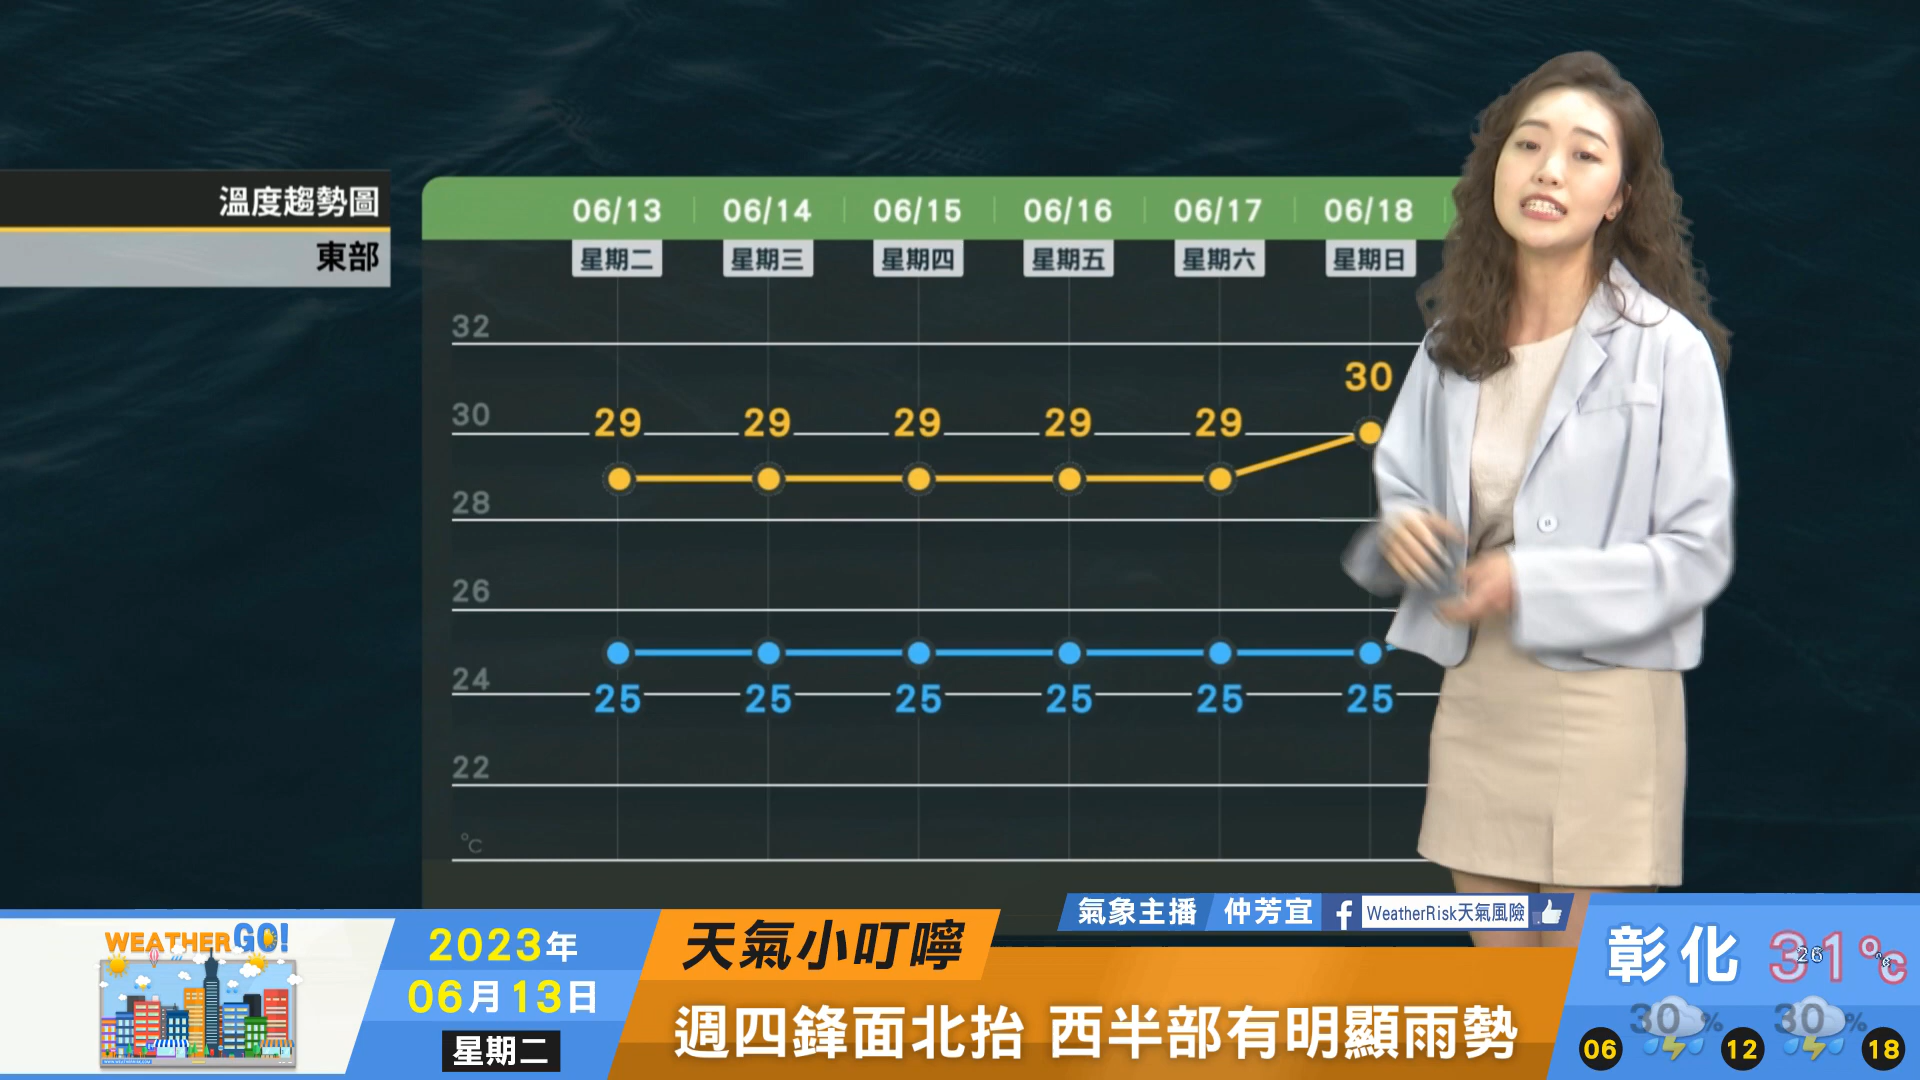 溫度趨勢圖
東部
06/13 06/14 06/15 06/16 06/17 06/18
星期二 星期三 星期四 星期五 星期六 星期日
32
30
30
29 29 29 29 29
28
26
24
25 25 25 25 25 25
22
°C
氣象主播 仲芳宜 f WeatherRisk天氣風險
WEATHER GO!
2023年
06月13日
星期二
天氣小叮嚀
週四鋒面北抬 西半部有明顯雨勢
彰化 31°C
26
30% 30%
06 12 18